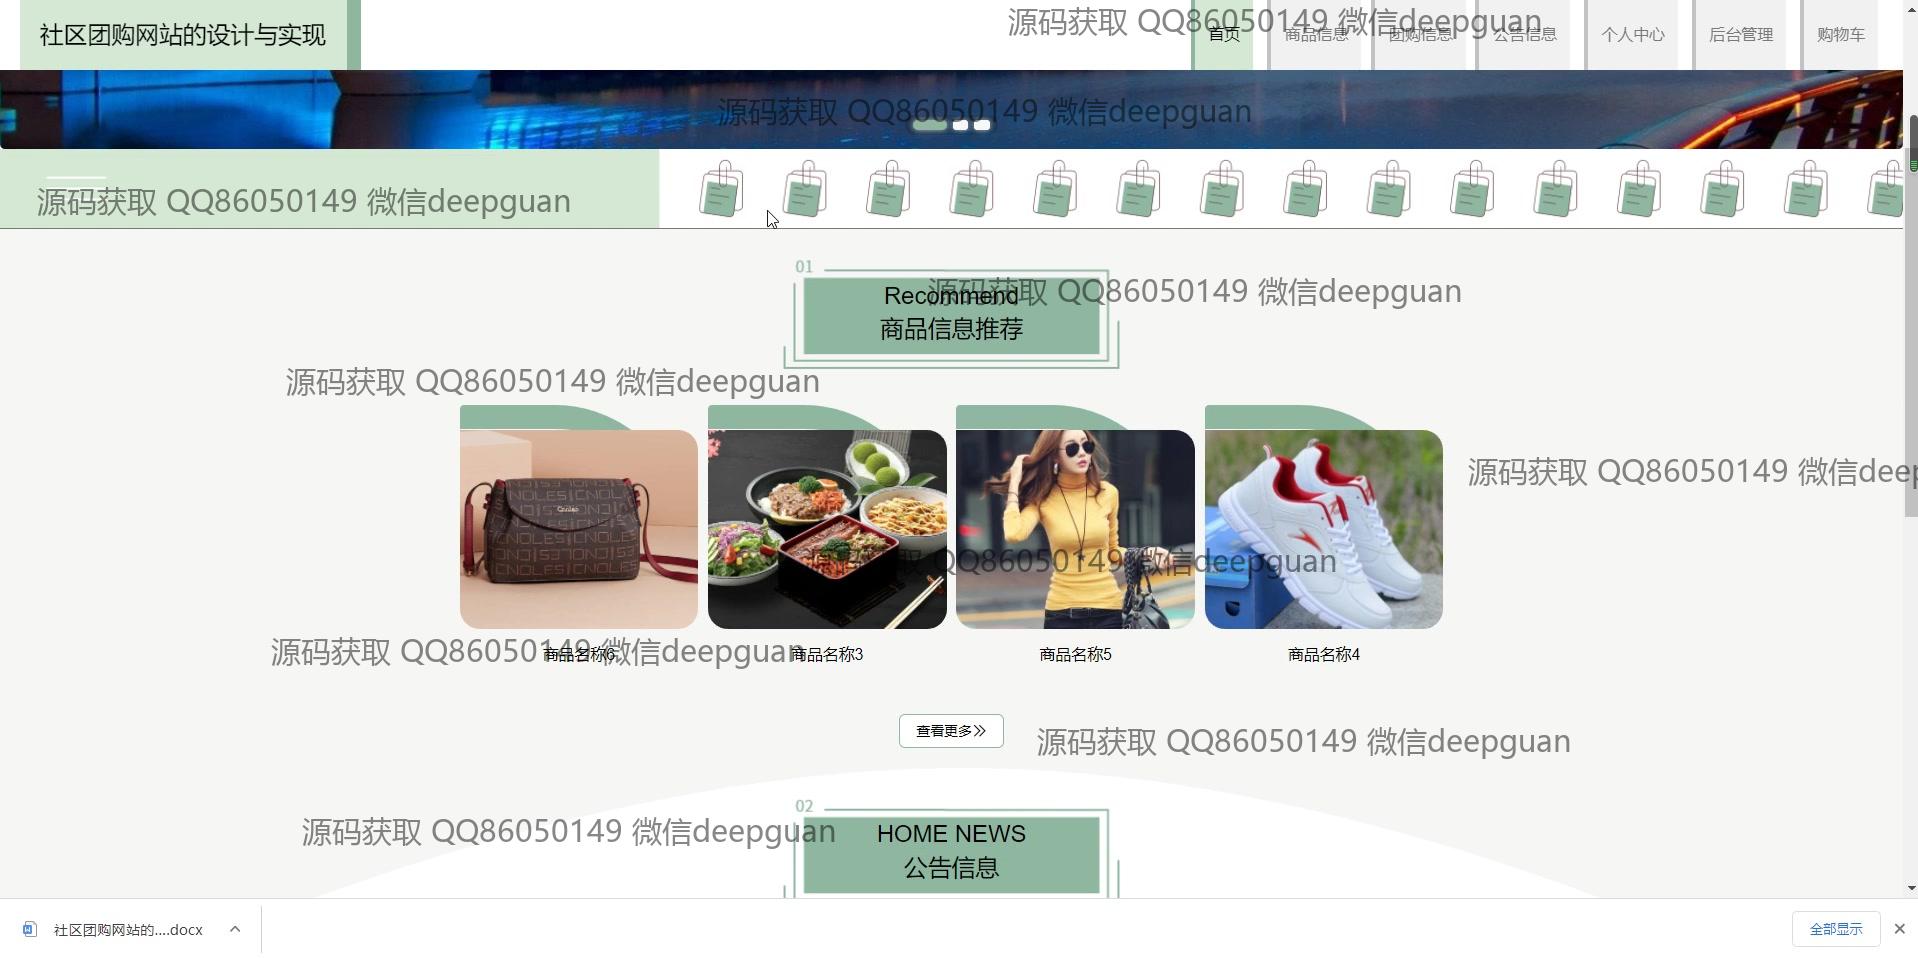 社区团购网站的设计与实现
源码获取 QQ86050149 微信deepguan
首页
商品信息
团购信息
公告信息
个人中心
后台管理
购物车
源码获取 QQ86050149 微信deepguan
源码获取 QQ86050149 微信deepguan
01
Recommend
商品信息推荐
源码获取 QQ86050149 微信deepguan
源码获取 QQ86050149 微信deepguan
源码获取 QQ86050149 微信deep
Cnoles
CNOLES
源码获取 QQ86050149 微信deepguan
源码获取 QQ86050149 微信deepguan
商品名称6
商品名称3
商品名称5
商品名称4
查看更多
源码获取 QQ86050149 微信deepguan
源码获取 QQ86050149 微信deepguan
02
HOME NEWS
公告信息
社区团购网站的....docx
全部显示